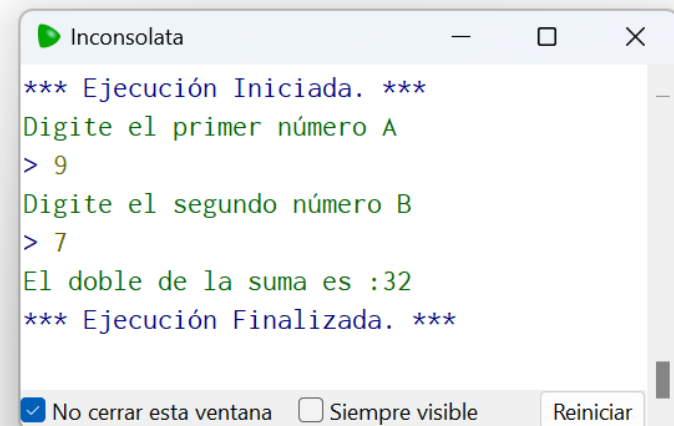 Inconsolata
*** Ejecución Iniciada. ***
Digite el primer número A
> 9
Digite el segundo número B
> 7
El doble de la suma es :32
*** Ejecución Finalizada. ***
No cerrar esta ventana Siempre visible Reiniciar